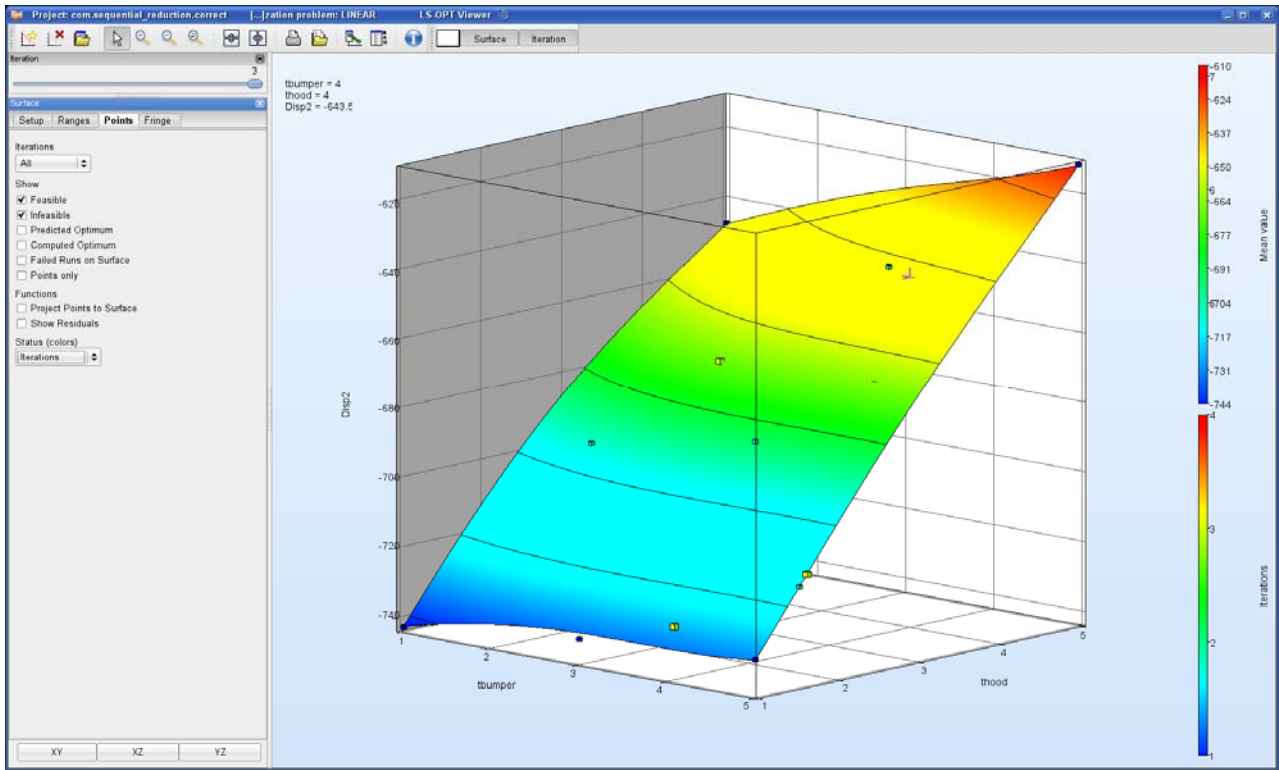 Project: com.sequential_reduction.correct [...]zation problem: LINEAR LS OPT Viewer
Surface Iteration
Iteration
3
Surface
Setup Ranges Points Fringe
Iterations
All
Show
Feasible
Infeasible
Predicted Optimum
Computed Optimum
Failed Runs on Surface
Points only
Functions
Project Points to Surface
Show Residuals
Status (colors)
Iterations
XY XZ YZ
tbumper = 4
thood = 4
Disp2 = -643.5
-620
-640
-660
-680
-700
-720
-740
Disp2
1
2
3
4
5
tbumper
1
2
3
4
5
thood
-610
7
-624
-637
-650
6
-664
-677
-691
6704
-717
-731
-744
Mean value
4
3
2
1
Iterations